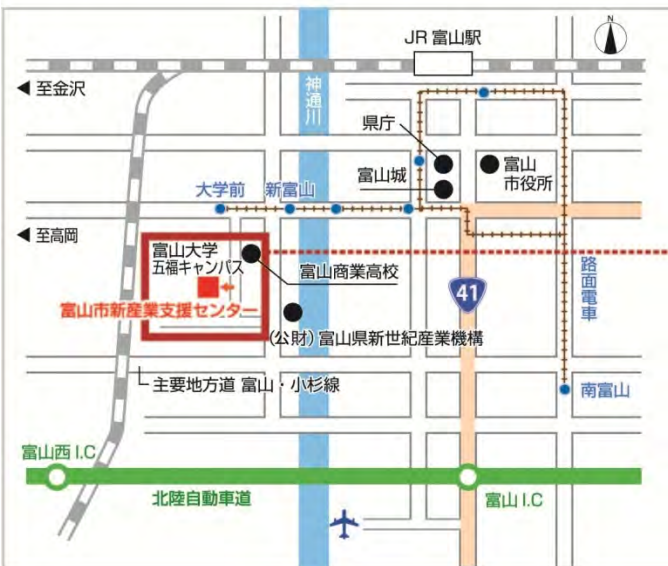 JR 富山駅
N
◀ 至金沢
神通川
県庁
富山城
富山
市役所
大学前
新富山
◀ 至高岡
富山大学
五福キャンパス
富山商業高校
41
路面電車
富山市新産業支援センター
(公財)富山県新世紀産業機構
主要地方道 富山・小杉線
南富山
富山西 I.C
北陸自動車道
富山 I.C